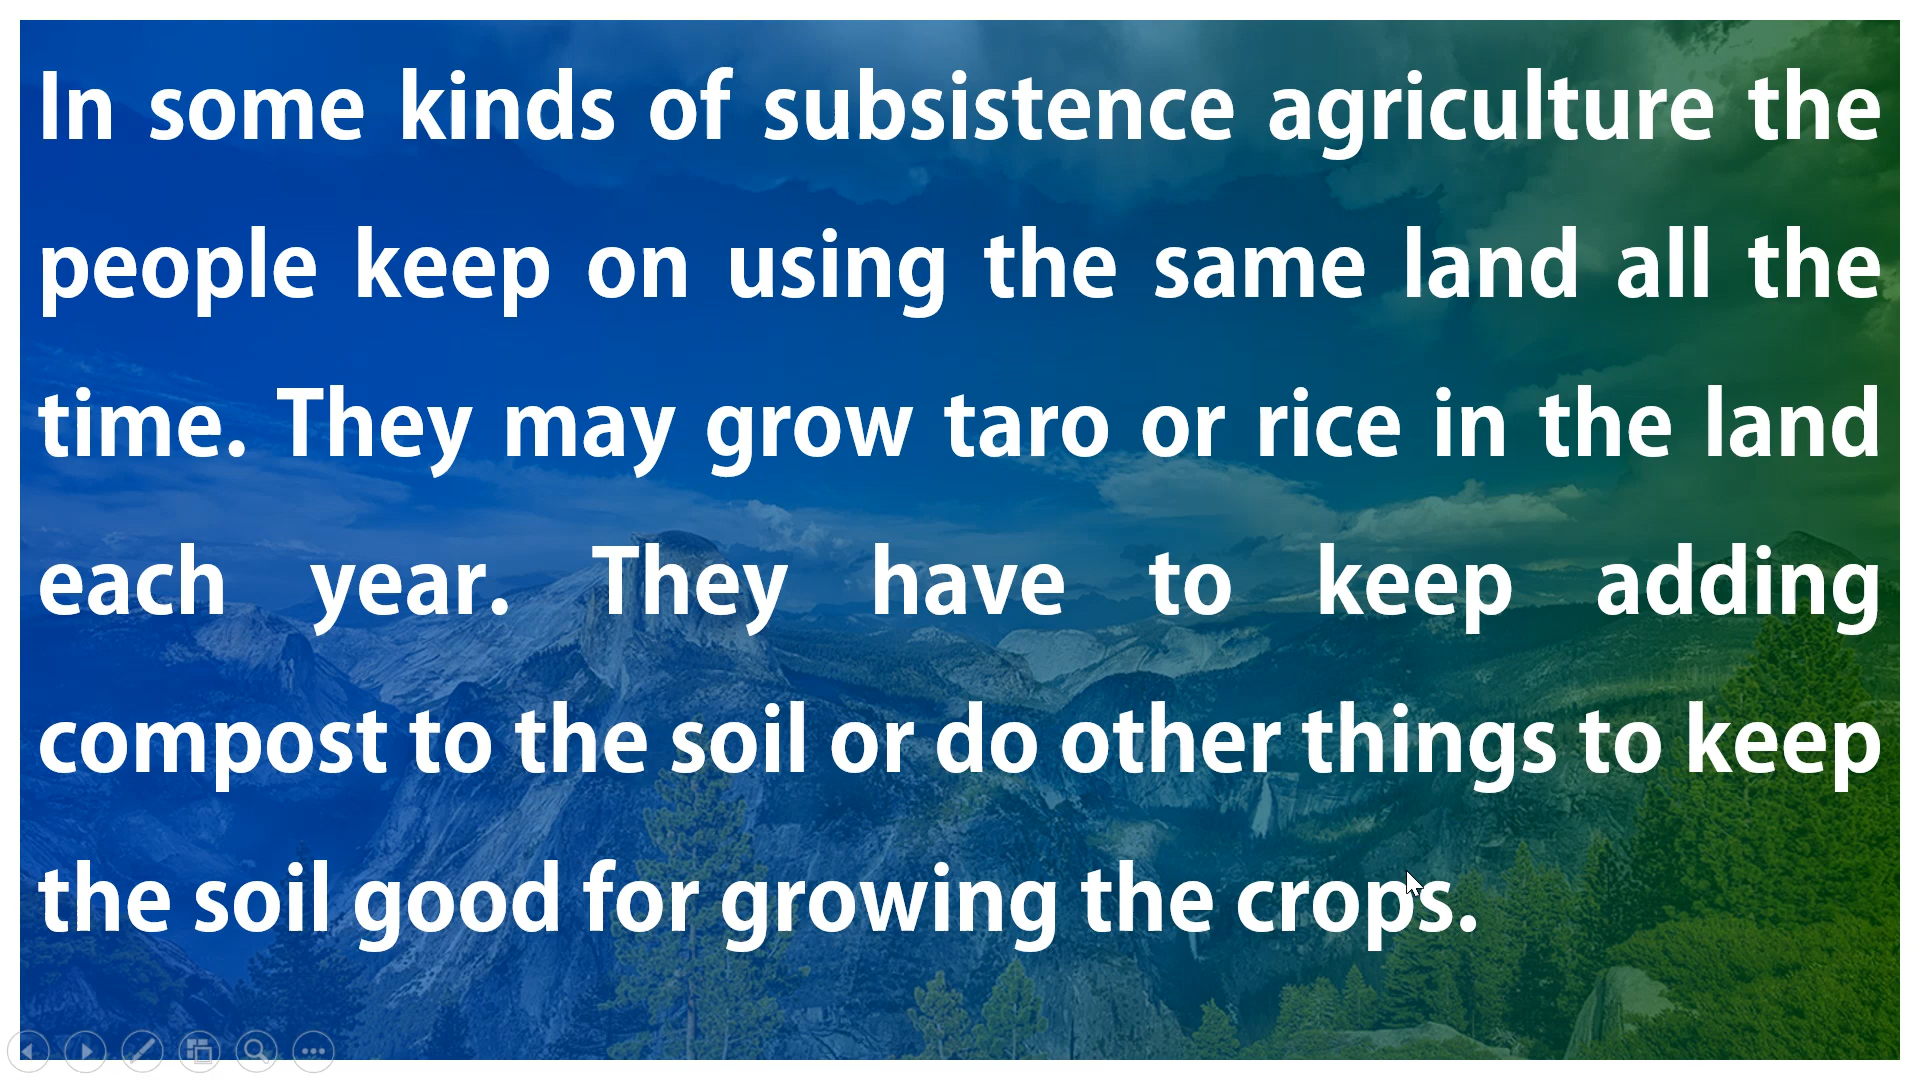 In some kinds of subsistence agriculture the
people keep on using the same land all the
time. They may grow taro or rice in the land
each year. They have to keep adding
compost to the soil or do other things to keep
the soil good for growing the crops.